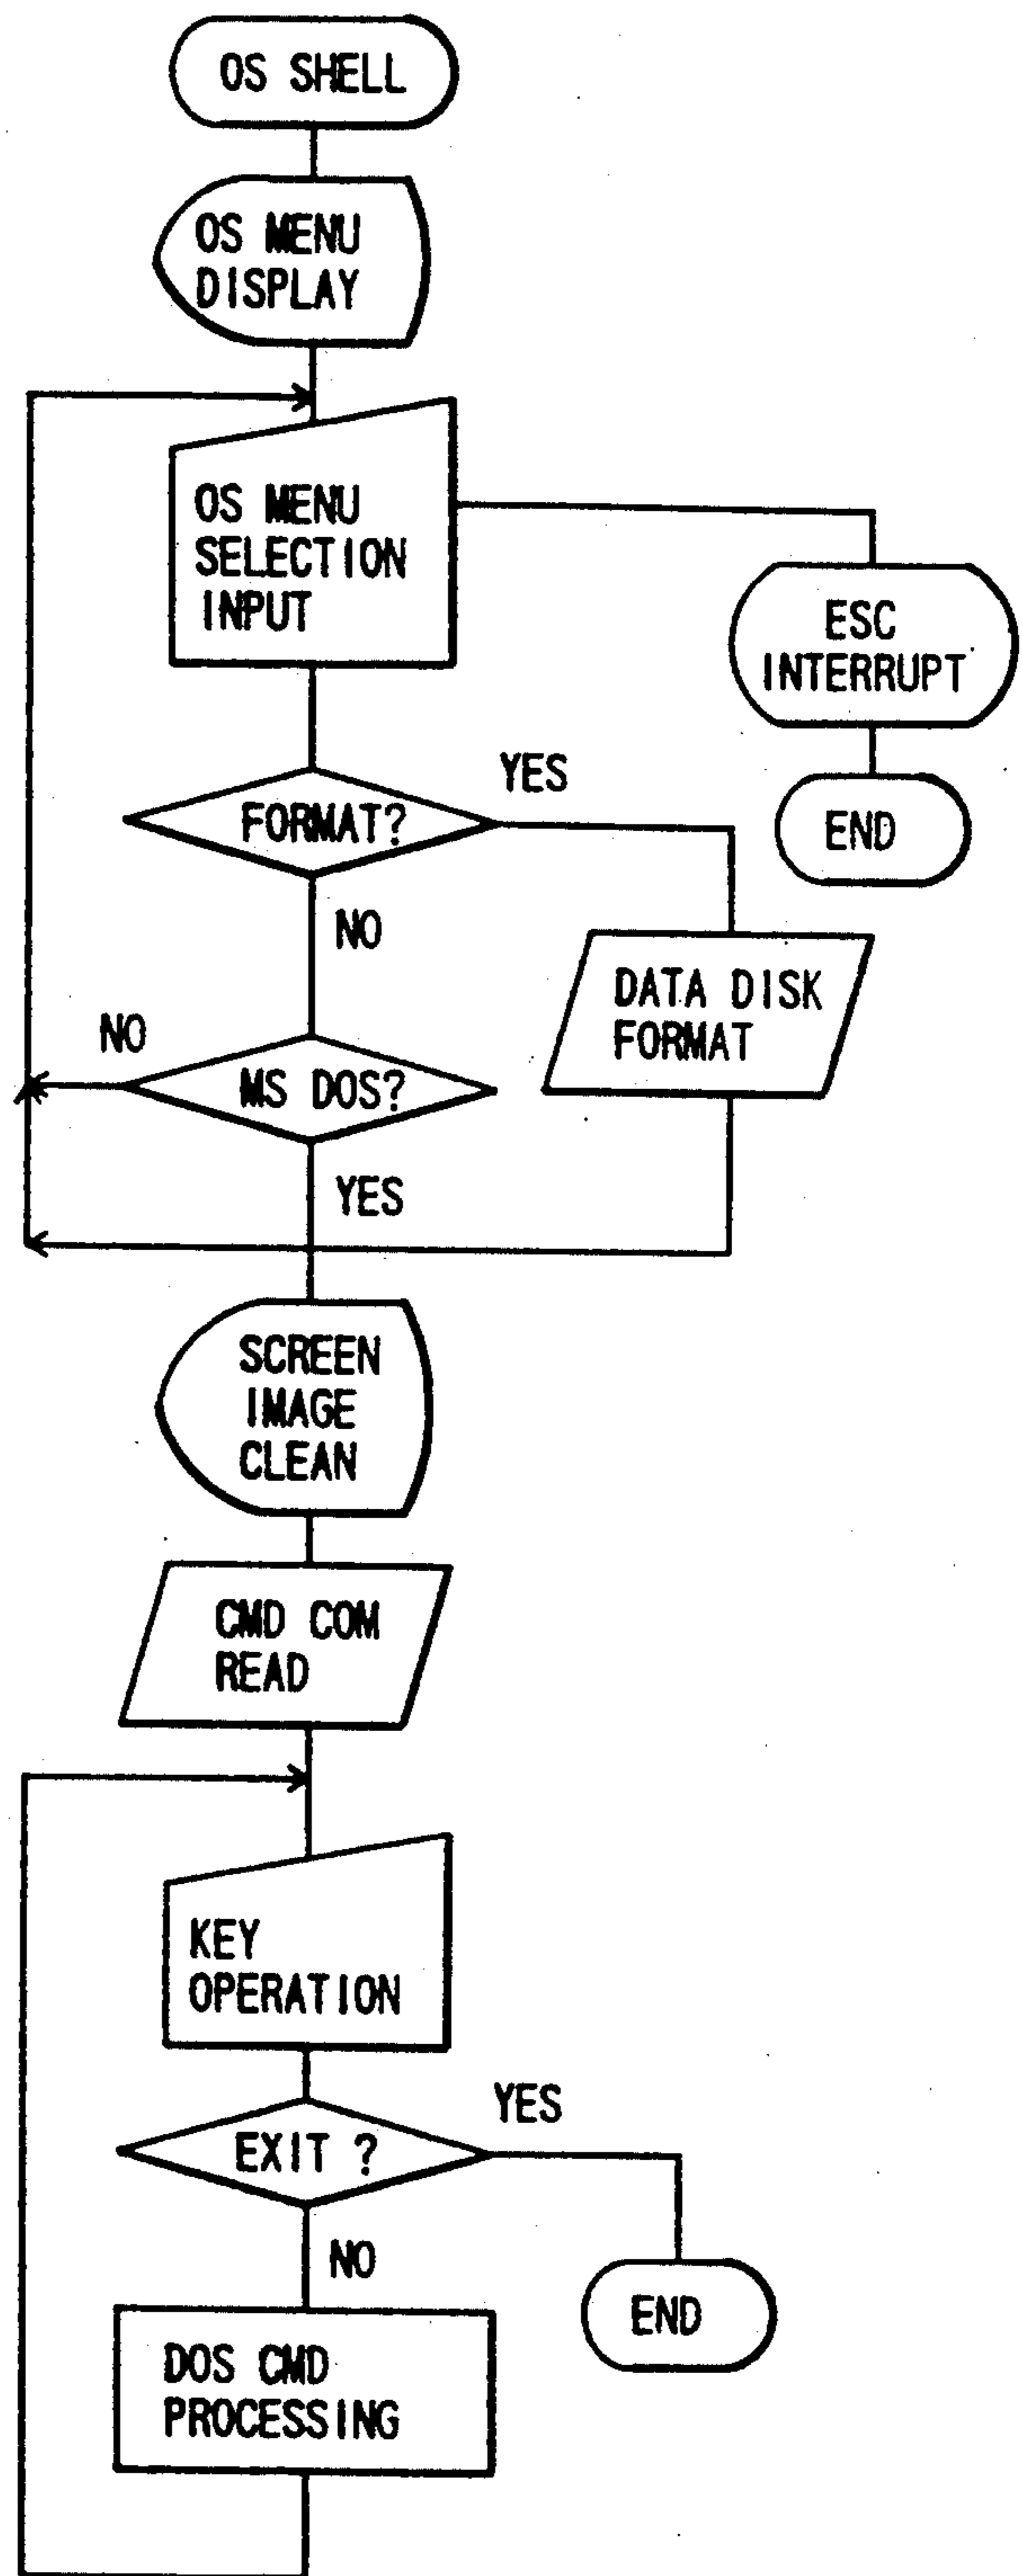 OS SHELL
OS MENU
DISPLAY
OS MENU
SELECTION
INPUT
ESC
INTERRUPT
END
FORMAT?
YES
NO
DATA DISK
FORMAT
MS DOS?
NO
YES
SCREEN
IMAGE
CLEAN
CMD COM
READ
KEY
OPERATION
EXIT ?
YES
NO
END
DOS CMD
PROCESSING